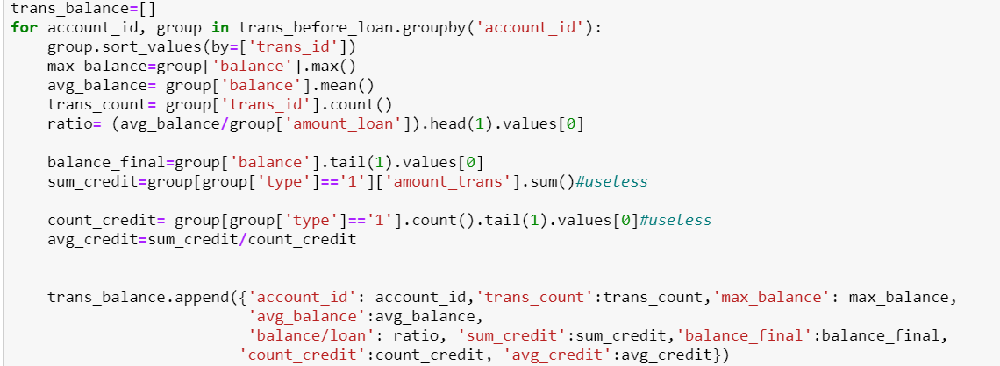 trans_balance=[]
for account_id, group in trans_before_loan.groupby('account_id'):
    group.sort_values(by=['trans_id'])
    max_balance=group['balance'].max()
    avg_balance= group['balance'].mean()
    trans_count= group['trans_id'].count()
    ratio= (avg_balance/group['amount_loan']).head(1).values[0]

    balance_final=group['balance'].tail(1).values[0]
    sum_credit=group[group['type']=='1']['amount_trans'].sum()#useless

    count_credit= group[group['type']=='1'].count().tail(1).values[0]#useless
    avg_credit=sum_credit/count_credit


    trans_balance.append({'account_id': account_id,'trans_count':trans_count,'max_balance': max_balance,
                          'avg_balance':avg_balance,
                          'balance/loan': ratio, 'sum_credit':sum_credit,'balance_final':balance_final,
                         'count_credit':count_credit, 'avg_credit':avg_credit})